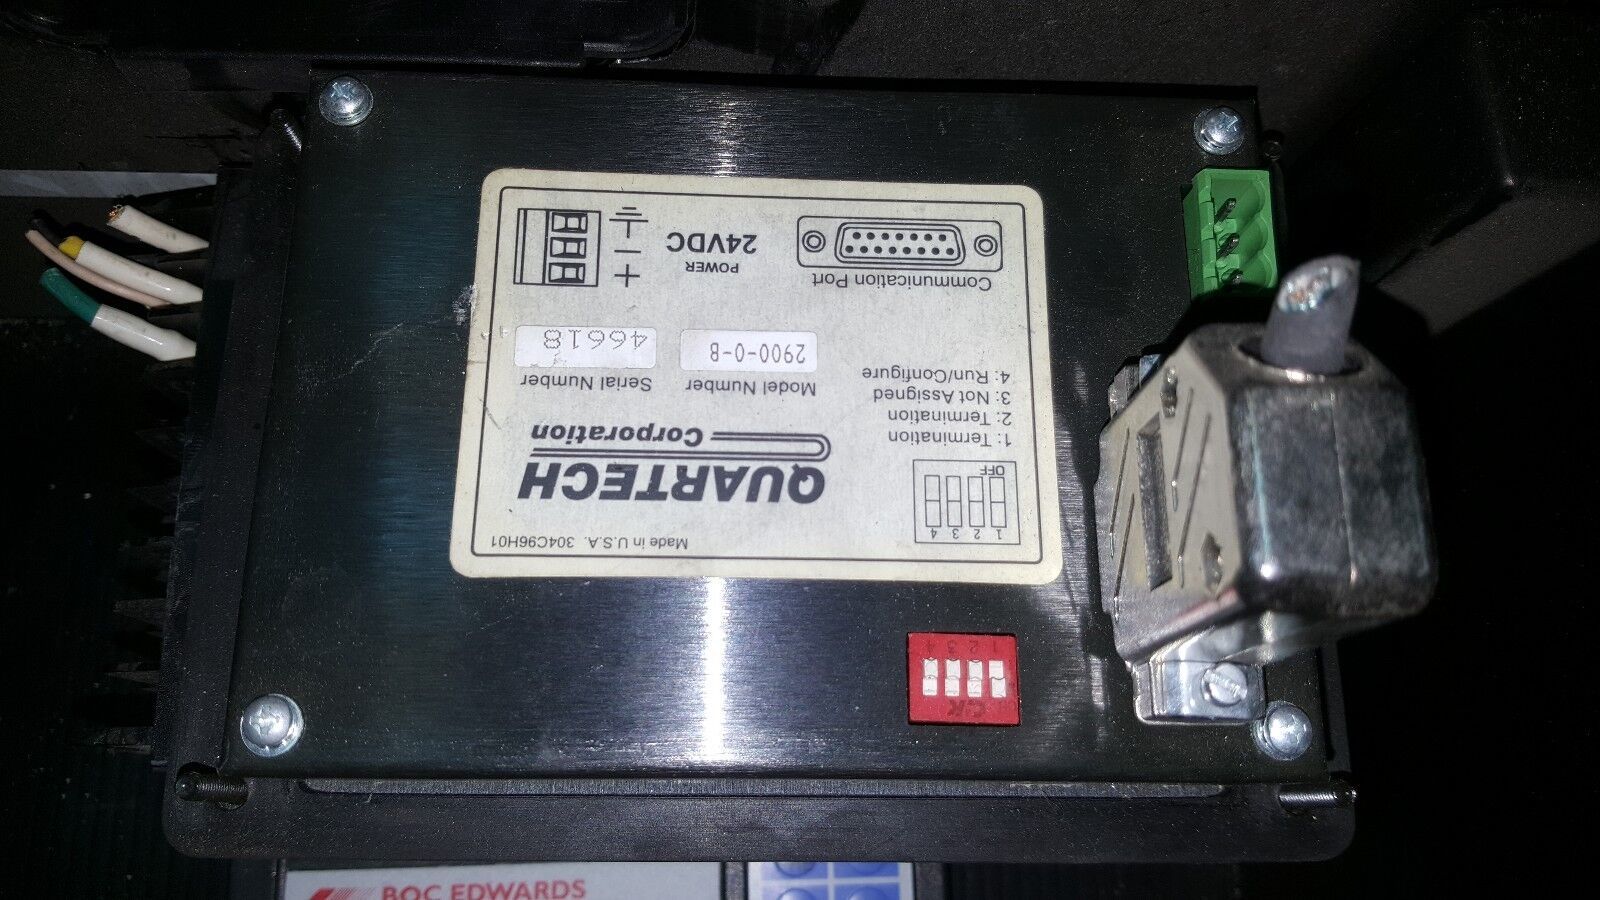 Made in U.S.A. 304C96H01
1 2 3 4
OFF
QUARTECH
Corporation
1: Termination
2: Termination
3: Not Assigned
4: Run/Configure
Model Number
2900-0-B
Serial Number
46618
Communication Port
POWER
24VDC
+
−
1 2 3 4
BOC EDWARDS